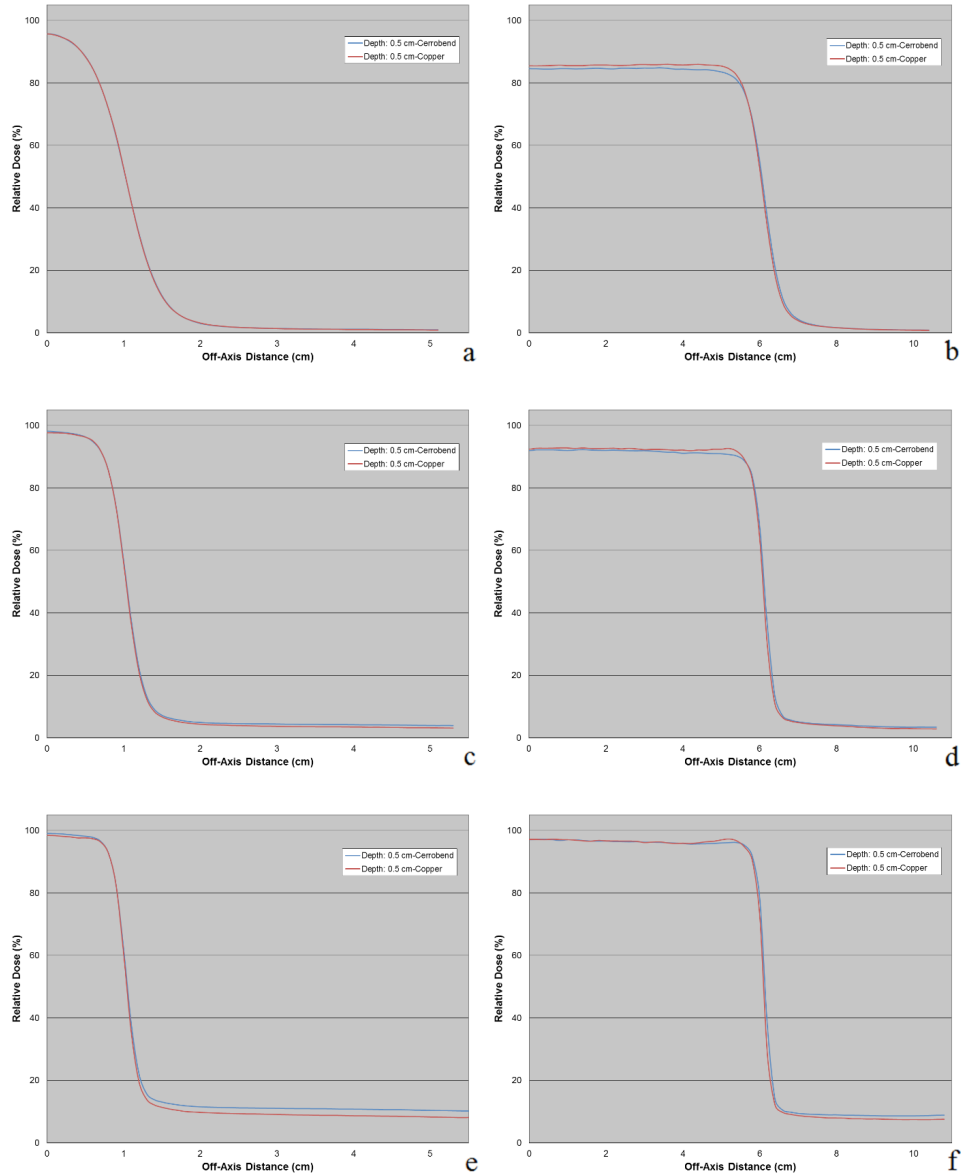 100
80
60
40
20
0
Relative Dose (%)
Depth: 0.5 cm-Cerrobend
Depth: 0.5 cm-Copper
0 1 2 3 4 5
Off-Axis Distance (cm)
a
100
80
60
40
20
0
Relative Dose (%)
Depth: 0.5 cm-Cerrobend
Depth: 0.5 cm-Copper
0 2 4 6 8 10
Off-Axis Distance (cm)
b
100
80
60
40
20
0
Relative Dose (%)
Depth: 0.5 cm-Cerrobend
Depth: 0.5 cm-Copper
0 1 2 3 4 5
Off-Axis Distance (cm)
c
100
80
60
40
20
0
Relative Dose (%)
Depth: 0.5 cm-Cerrobend
Depth: 0.5 cm-Copper
0 2 4 6 8 10
Off-Axis Distance (cm)
d
100
80
60
40
20
0
Relative Dose (%)
Depth: 0.5 cm-Cerrobend
Depth: 0.5 cm-Copper
0 1 2 3 4 5
Off-Axis Distance (cm)
e
100
80
60
40
20
0
Relative Dose (%)
Depth: 0.5 cm-Cerrobend
Depth: 0.5 cm-Copper
0 2 4 6 8 10
Off-Axis Distance (cm)
f